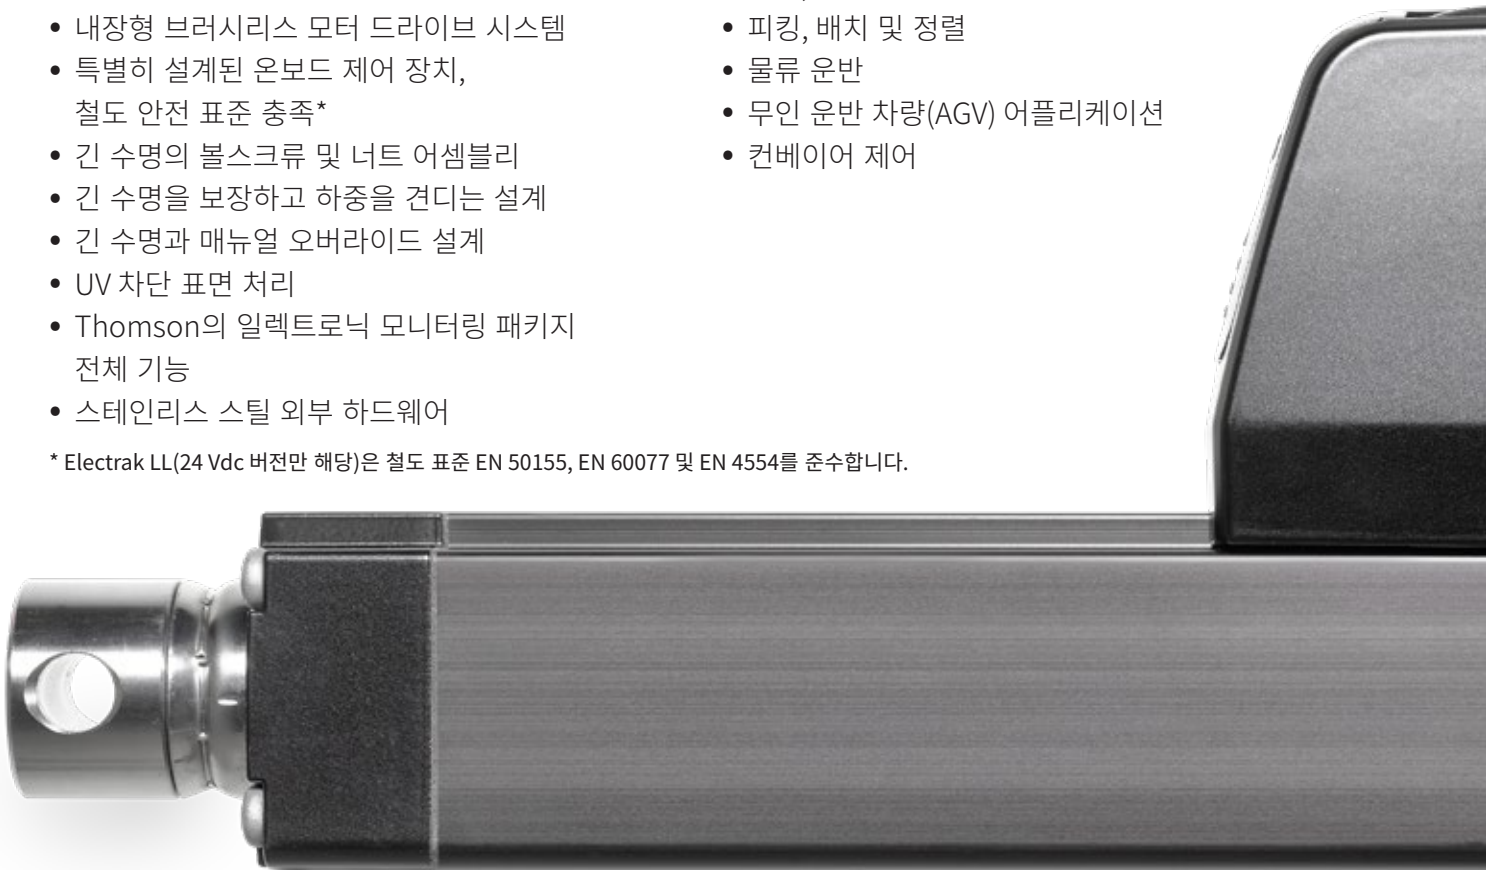 • 내장형 브러시리스 모터 드라이브 시스템
• 특별히 설계된 온보드 제어 장치,
철도 안전 표준 충족*
• 긴 수명의 볼스크류 및 너트 어셈블리
• 긴 수명을 보장하고 하중을 견디는 설계
• 긴 수명과 매뉴얼 오버라이드 설계
• UV 차단 표면 처리
• Thomson의 일렉트로닉 모니터링 패키지
전체 기능
• 스테인리스 스틸 외부 하드웨어
• 피킹, 배치 및 정렬
• 물류 운반
• 무인 운반 차량(AGV) 어플리케이션
• 컨베이어 제어
* Electrak LL(24 Vdc 버전만 해당)은 철도 표준 EN 50155, EN 60077 및 EN 4554를 준수합니다.